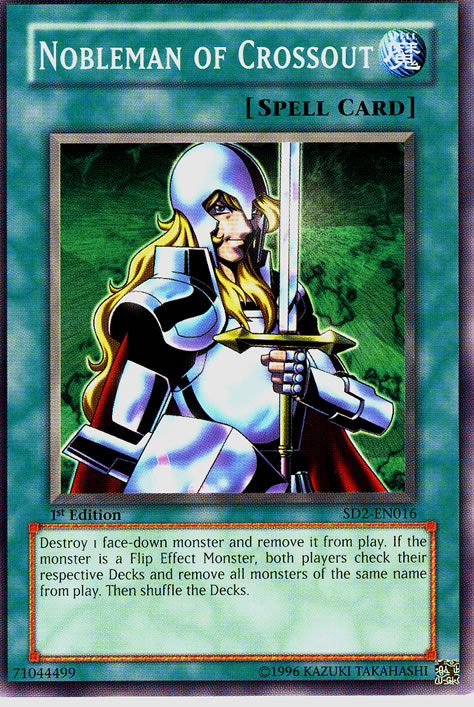 NOBLEMAN OF CROSSOUT
SPELL
魔
[SPELL CARD]
1st Edition
SD2-EN016
Destroy 1 face-down monster and remove it from play. If the
monster is a Flip Effect Monster, both players check their
respective Decks and remove all monsters of the same name
from play. Then shuffle the Decks.
71044499
©1996 KAZUKI TAKAHASHI